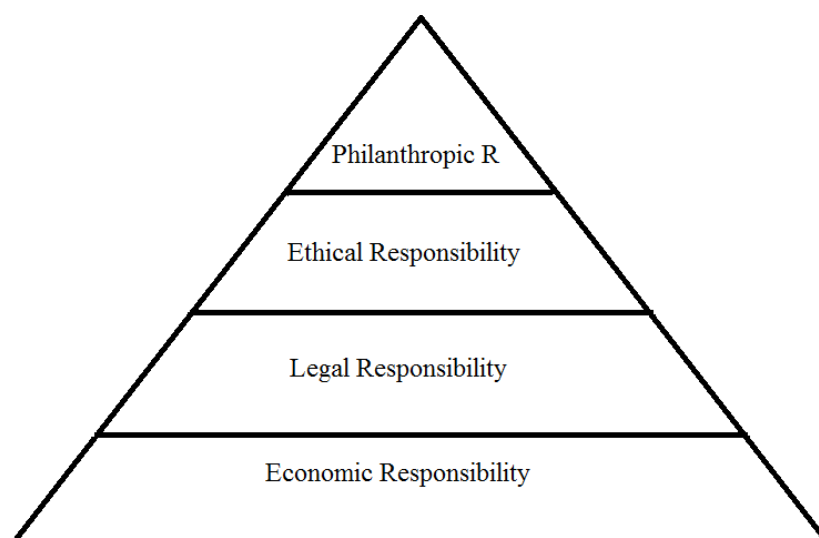 Philanthropic R
Ethical Responsibility
Legal Responsibility
Economic Responsibility